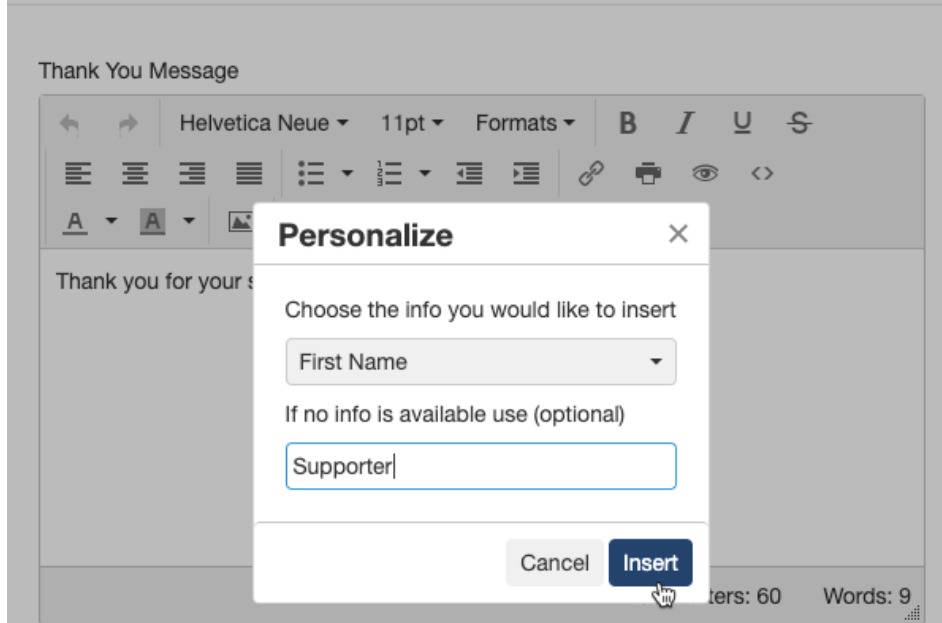 Thank You Message
Helvetica Neue 11pt Formats B I U S
A A
Personalize
Thank you for your
Choose the info you would like to insert
First Name
If no info is available use (optional)
Supporter
Cancel Insert
ters: 60 Words: 9